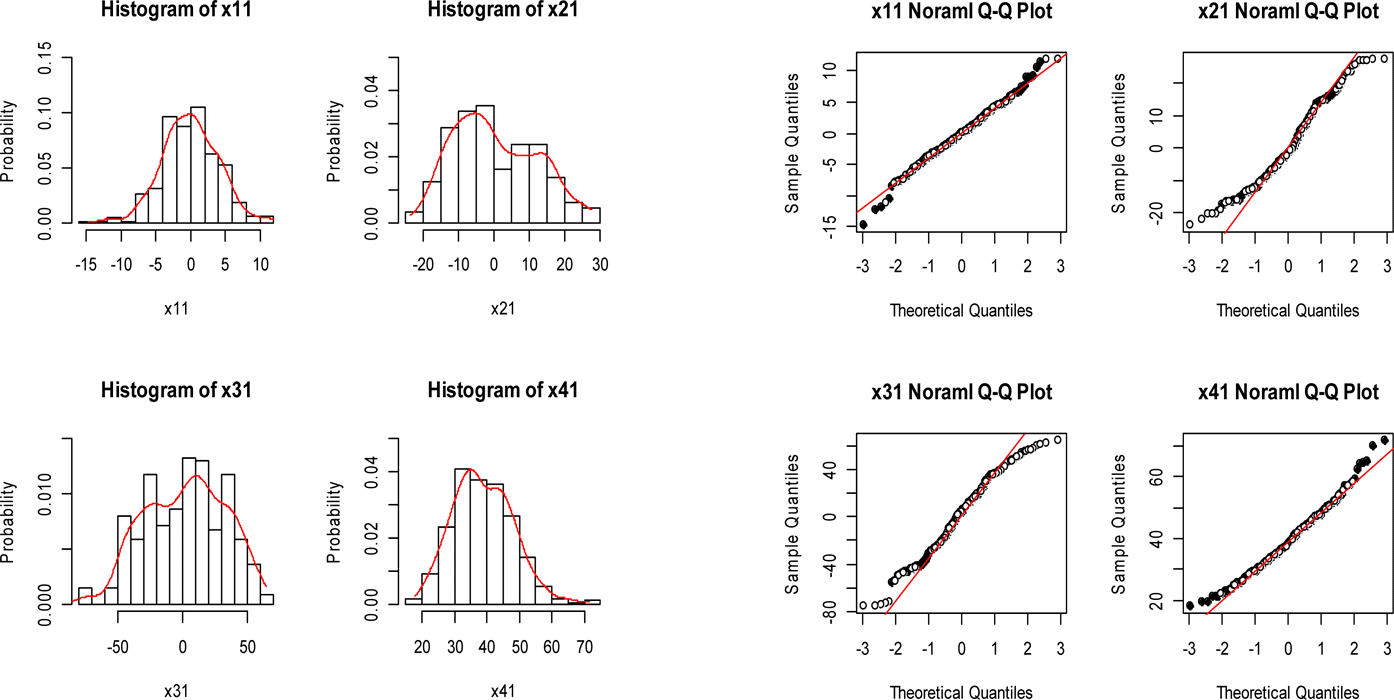 Histogram of x11
Probability
0.00 0.05 0.10 0.15
-15 -10 -5 0 5 10
x11
Histogram of x21
Probability
0.00 0.02 0.04
-20 -10 0 10 20 30
x21
x11 Noraml Q-Q Plot
Sample Quantiles
-15 -5 0 5 10
-3 -2 -1 0 1 2 3
Theoretical Quantiles
x21 Noraml Q-Q Plot
Sample Quantiles
-20 0 10
-3 -2 -1 0 1 2 3
Theoretical Quantiles
Histogram of x31
Probability
0.000 0.010
-50 0 50
x31
Histogram of x41
Probability
0.00 0.02 0.04
20 30 40 50 60 70
x41
x31 Noraml Q-Q Plot
Sample Quantiles
-80 -40 0 40
-3 -2 -1 0 1 2 3
Theoretical Quantiles
x41 Noraml Q-Q Plot
Sample Quantiles
20 40 60
-3 -2 -1 0 1 2 3
Theoretical Quantiles